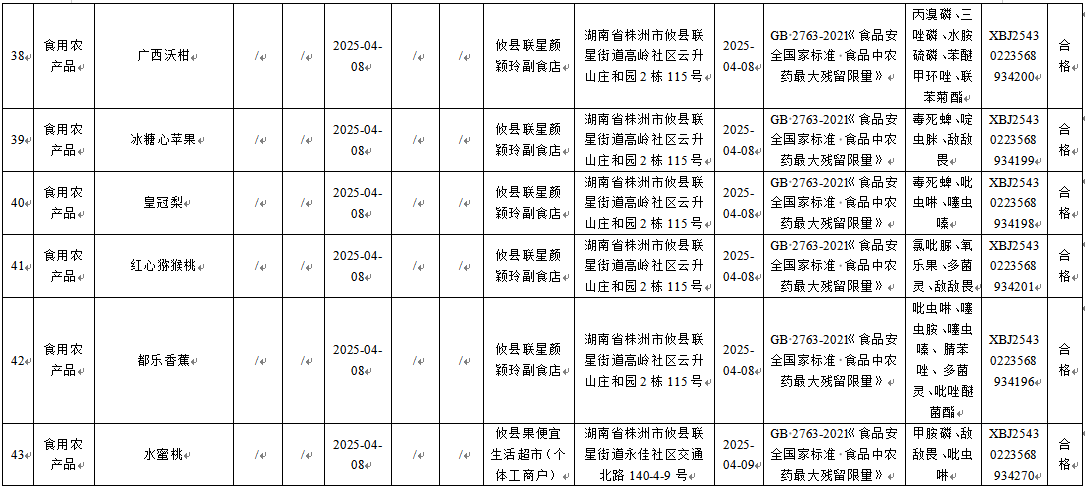 38 食用农产品 广西沃柑 / / 2025-04-08 / / 攸县联星颜颖玲副食店 湖南省株洲市攸县联星街道高岭社区云升山庄和园2栋115号 2025-04-08 GB 2763-2021《食品安全国家标准 食品中农药最大残留限量》 丙溴磷、三唑磷、水胺硫磷、苯醚甲环唑、联苯菊酯 XBJ25430223568934200 合格
39 食用农产品 冰糖心苹果 / / 2025-04-08 / / 攸县联星颜颖玲副食店 湖南省株洲市攸县联星街道高岭社区云升山庄和园2栋115号 2025-04-08 GB 2763-2021《食品安全国家标准 食品中农药最大残留限量》 毒死蜱、啶虫脒、敌敌畏 XBJ25430223568934199 合格
40 食用农产品 皇冠梨 / / 2025-04-08 / / 攸县联星颜颖玲副食店 湖南省株洲市攸县联星街道高岭社区云升山庄和园2栋115号 2025-04-08 GB 2763-2021《食品安全国家标准 食品中农药最大残留限量》 毒死蜱、吡虫啉、噻虫嗪 XBJ25430223568934198 合格
41 食用农产品 红心猕猴桃 / / 2025-04-08 / / 攸县联星颜颖玲副食店 湖南省株洲市攸县联星街道高岭社区云升山庄和园2栋115号 2025-04-08 GB 2763-2021《食品安全国家标准 食品中农药最大残留限量》 氯吡脲、氧乐果、多菌灵、敌敌畏 XBJ25430223568934201 合格
42 食用农产品 都乐香蕉 / / 2025-04-08 / / 攸县联星颜颖玲副食店 湖南省株洲市攸县联星街道高岭社区云升山庄和园2栋115号 2025-04-08 GB 2763-2021《食品安全国家标准 食品中农药最大残留限量》 吡虫啉、噻虫胺、噻虫嗪、腈苯唑、多菌灵、吡唑醚菌酯 XBJ25430223568934196 合格
43 食用农产品 水蜜桃 / / 2025-04-08 / / 攸县果便宜生活超市（个体工商户） 湖南省株洲市攸县联星街道永佳社区交通北路140-4-9号 2025-04-09 GB 2763-2021《食品安全国家标准 食品中农药最大残留限量》 甲胺磷、敌敌畏、吡虫啉 XBJ25430223568934270 合格